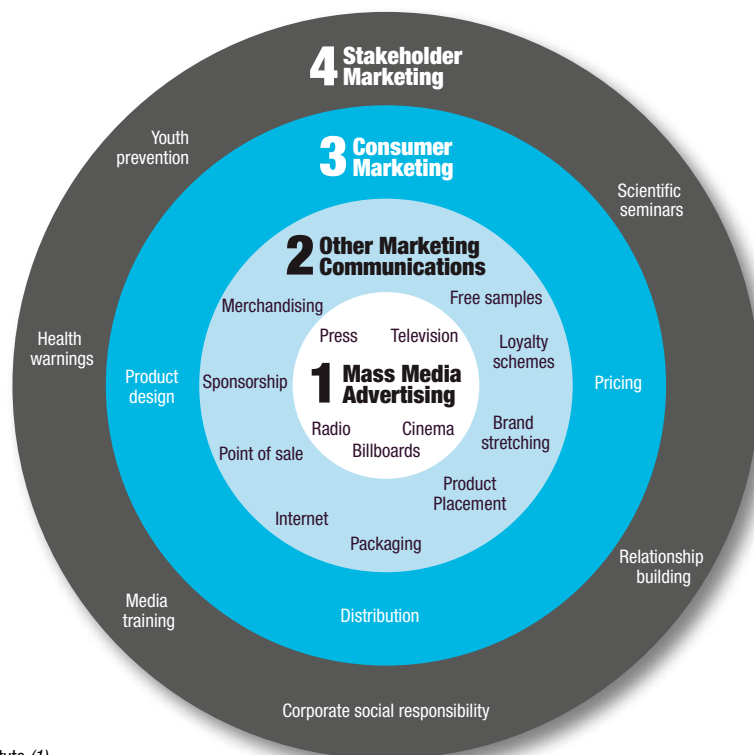 4 Stakeholder
Marketing
Youth
prevention
3 Consumer
Marketing
Scientific
seminars
2 Other Marketing
Communications
Merchandising
Free samples
Press
Television
Health
warnings
Loyalty
schemes
Product
design
Sponsorship
1 Mass Media
Advertising
Pricing
Radio
Cinema
Billboards
Brand
stretching
Point of sale
Product
Placement
Internet
Packaging
Relationship
building
Media
training
Distribution
Corporate social responsibility
(1)